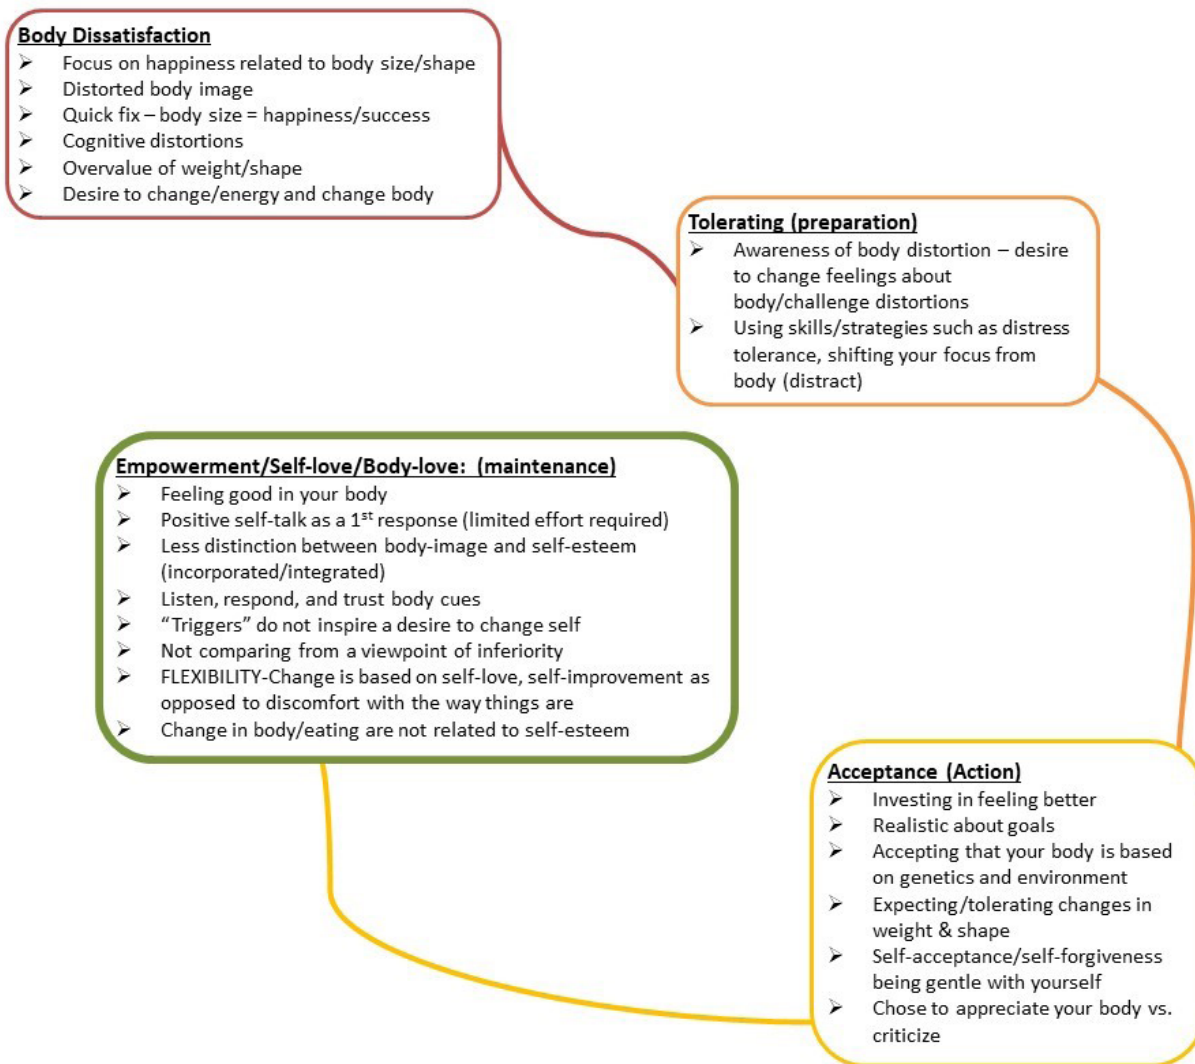 Body Dissatisfaction
➢ Focus on happiness related to body size/shape
➢ Distorted body image
➢ Quick fix – body size = happiness/success
➢ Cognitive distortions
➢ Overvalue of weight/shape
➢ Desire to change/energy and change body
Tolerating (preparation)
➢ Awareness of body distortion – desire
to change feelings about
body/challenge distortions
➢ Using skills/strategies such as distress
tolerance, shifting your focus from
body (distract)
Empowerment/Self-love/Body-love: (maintenance)
➢ Feeling good in your body
➢ Positive self-talk as a 1st response (limited effort required)
➢ Less distinction between body-image and self-esteem
(incorporated/integrated)
➢ Listen, respond, and trust body cues
➢ “Triggers” do not inspire a desire to change self
➢ Not comparing from a viewpoint of inferiority
➢ FLEXIBILITY-Change is based on self-love, self-improvement as
opposed to discomfort with the way things are
➢ Change in body/eating are not related to self-esteem
Acceptance (Action)
➢ Investing in feeling better
➢ Realistic about goals
➢ Accepting that your body is based
on genetics and environment
➢ Expecting/tolerating changes in
weight & shape
➢ Self-acceptance/self-forgiveness
being gentle with yourself
➢ Chose to appreciate your body vs.
criticize